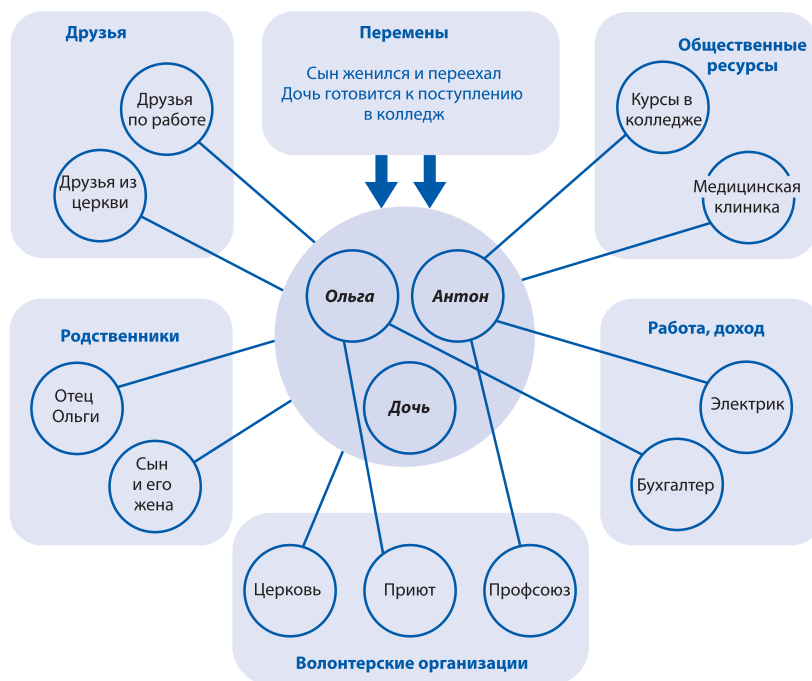 Друзья
Друзья
по работе
Друзья из
церкви
Перемены
Сын женился и переехал
Дочь готовится к поступлению
в колледж
Общественные
ресурсы
Курсы в
колледже
Медицинская
клиника
Ольга
Антон
Дочь
Родственники
Отец
Ольги
Сын
и его
жена
Работа, доход
Электрик
Бухгалтер
Церковь
Приют
Профсоюз
Волонтерские организации